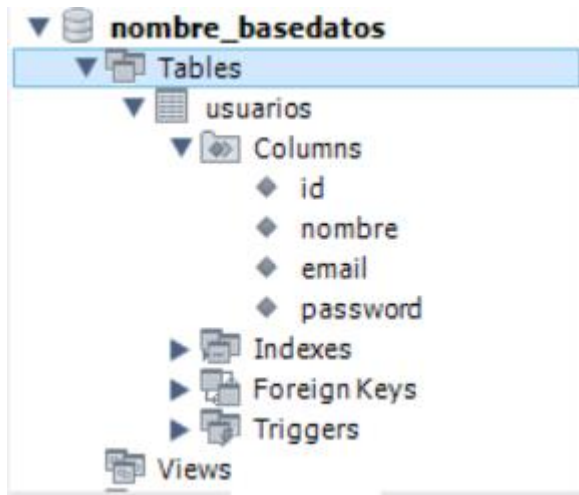 nombre_basedatos
Tables
usuarios
Columns
id
nombre
email
password
Indexes
Foreign Keys
Triggers
Views